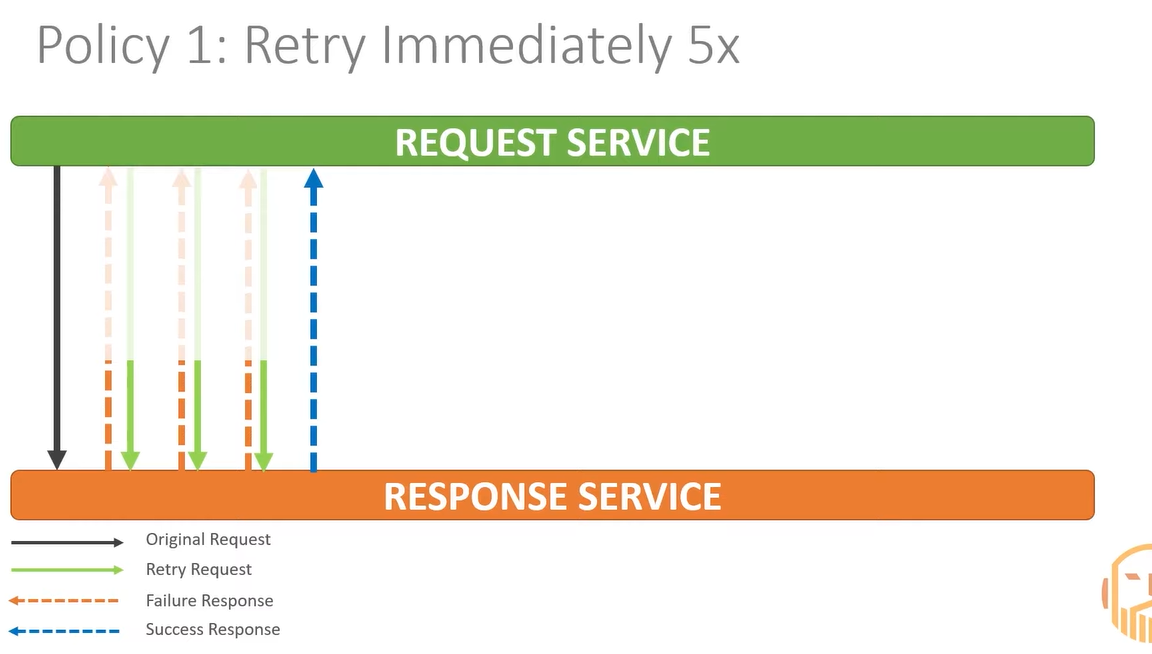 Policy 1: Retry Immediately 5x
REQUEST SERVICE
RESPONSE SERVICE
Original Request
Retry Request
Failure Response
Success Response